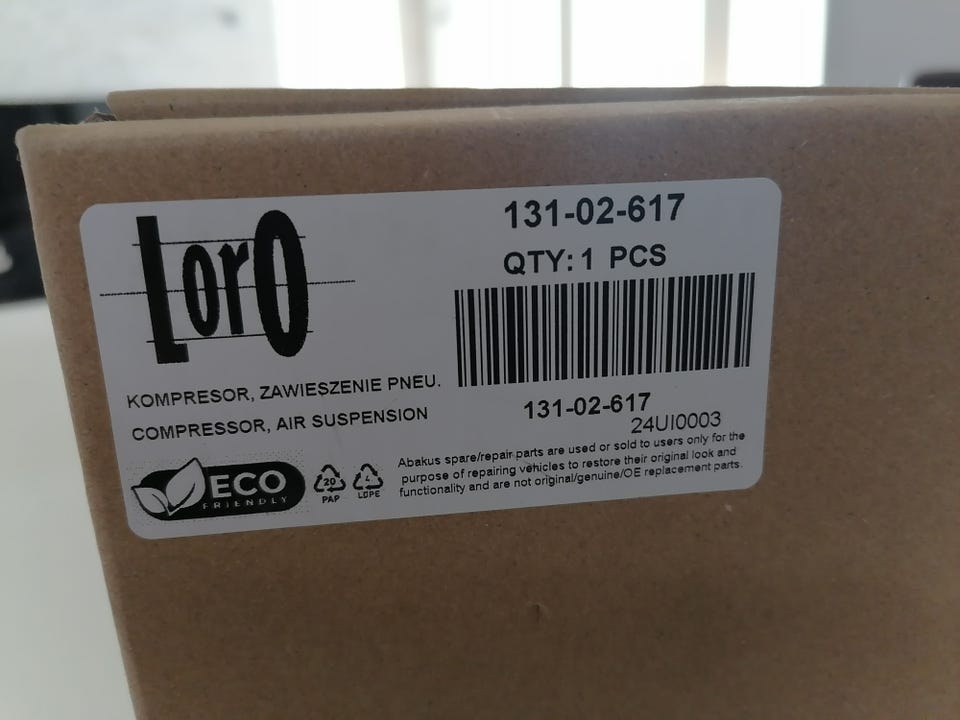 LorO
131-02-617
QTY: 1 PCS
KOMPRESOR, ZAWIESZENIE PNEU.
COMPRESSOR, AIR SUSPENSION
131-02-617
24UI0003
ECO
FRIENDLY
20
PAP
4
LDPE
Abakus spare/repair parts are used or sold to users only for the
purpose of repairing vehicles to restore their original look and
functionality and are not original/genuine/OE replacement parts.